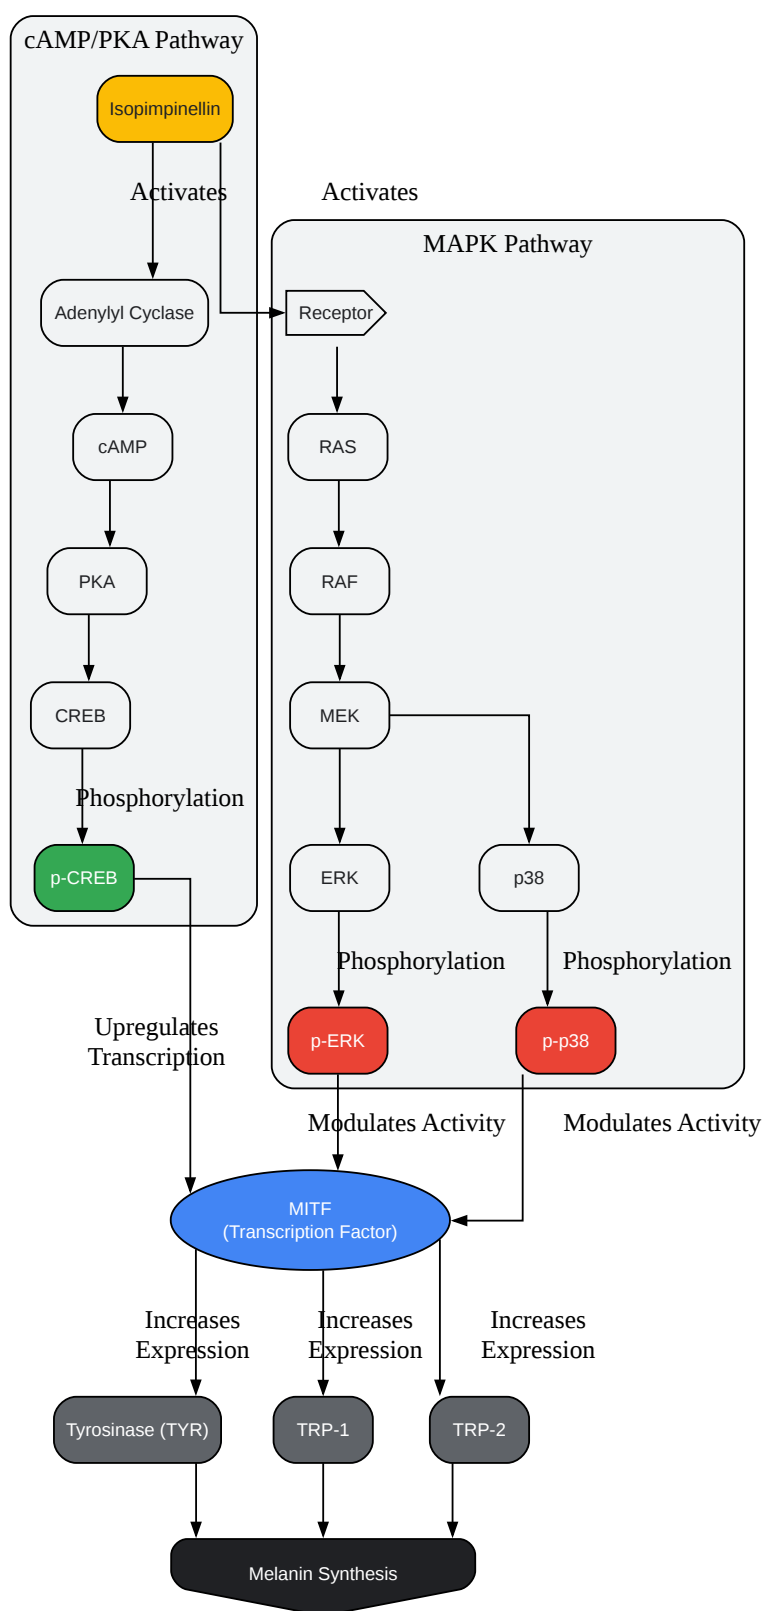 cAMP/PKA Pathway
Isopimpinellin
Activates
Activates
MAPK Pathway
Adenylyl Cyclase
Receptor
cAMP
RAS
PKA
RAF
CREB
MEK
Phosphorylation
p-CREB
ERK
p38
Phosphorylation
Phosphorylation
Upregulates
Transcription
p-ERK
p-p38
Modulates Activity
Modulates Activity
MITF
(Transcription Factor)
Increases
Expression
Increases
Expression
Increases
Expression
Tyrosinase (TYR)
TRP-1
TRP-2
Melanin Synthesis